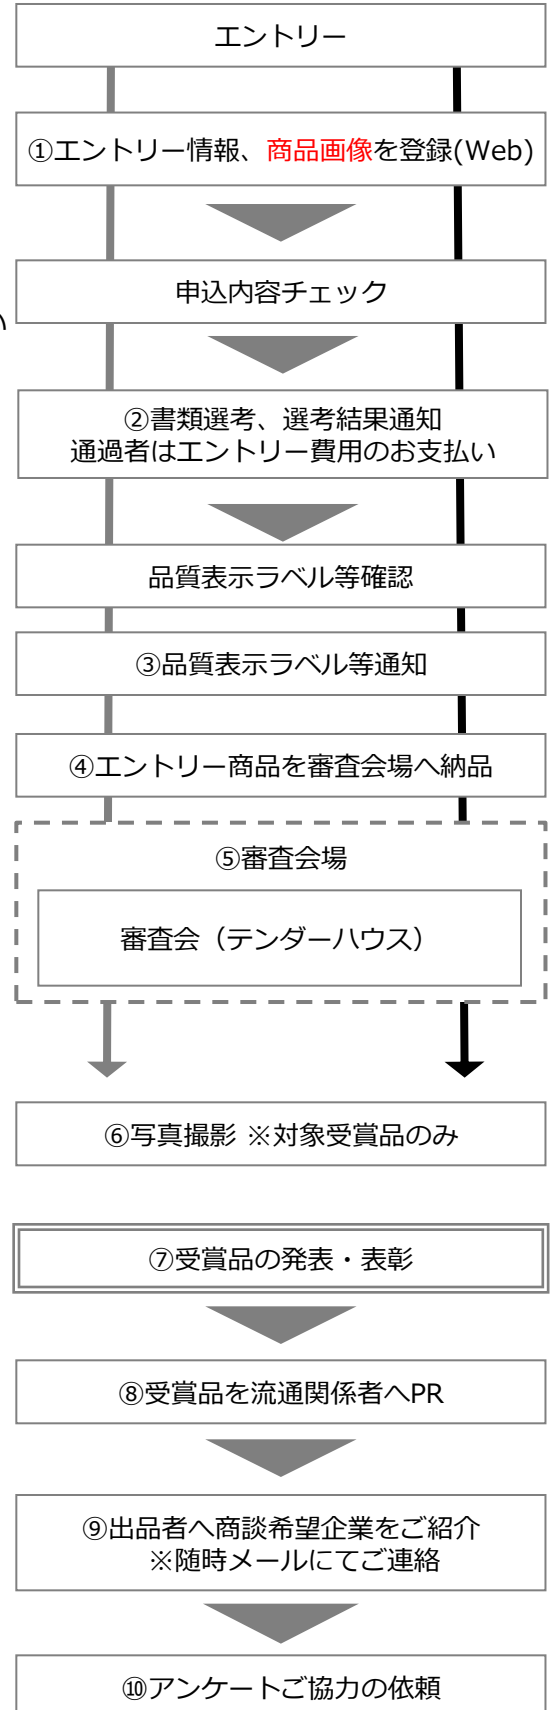 エントリー
①エントリー情報、商品画像を登録(Web)
申込内容チェック
い
②書類選考、選考結果通知
通過者はエントリー費用のお支払い
品質表示ラベル等確認
③品質表示ラベル等通知
④エントリー商品を審査会場へ納品
⑤審査会場
審査会（テンダーハウス）
⑥写真撮影 ※対象受賞品のみ
⑦受賞品の発表・表彰
⑧受賞品を流通関係者へPR
⑨出品者へ商談希望企業をご紹介
※随時メールにてご連絡
⑩アンケートご協力の依頼